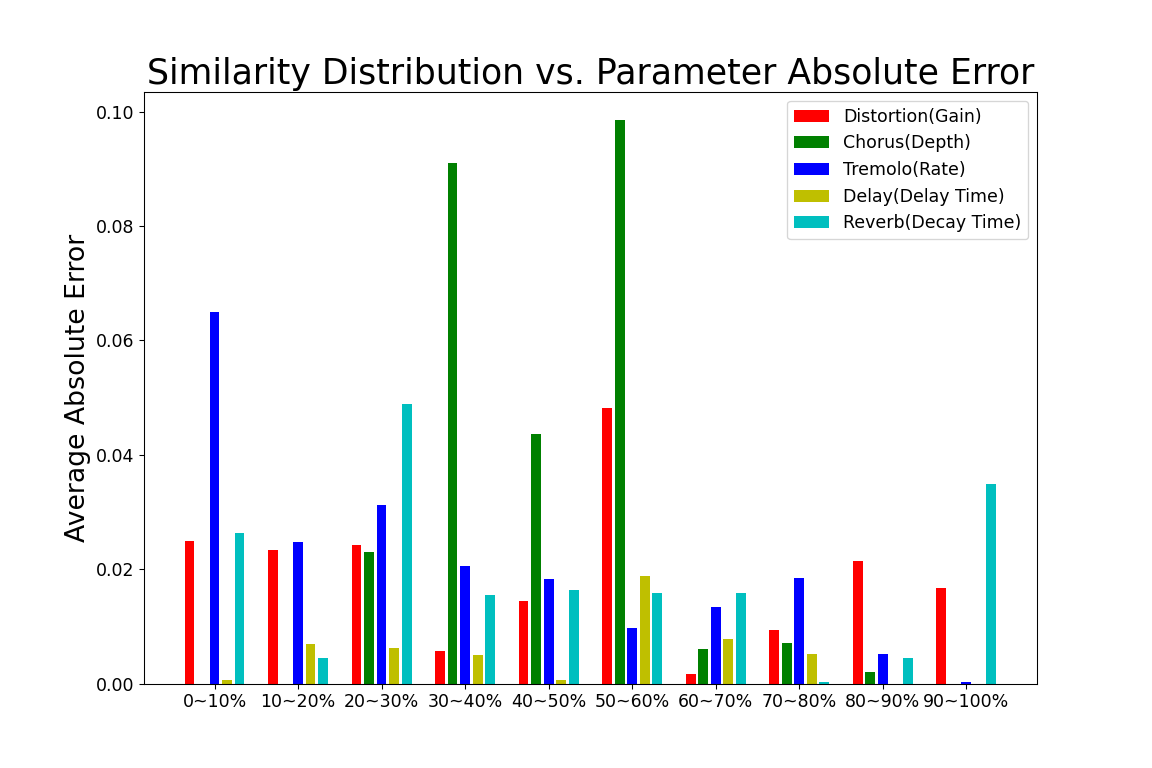 Similarity Distribution vs. Parameter Absolute Error
0.10
0.08
0.06
0.04
0.02
0.00
Average Absolute Error
Distortion(Gain)
Chorus(Depth)
Tremolo(Rate)
Delay(Delay Time)
Reverb(Decay Time)
0~10% 10~20% 20~30% 30~40% 40~50% 50~60% 60~70% 70~80% 80~90% 90~100%